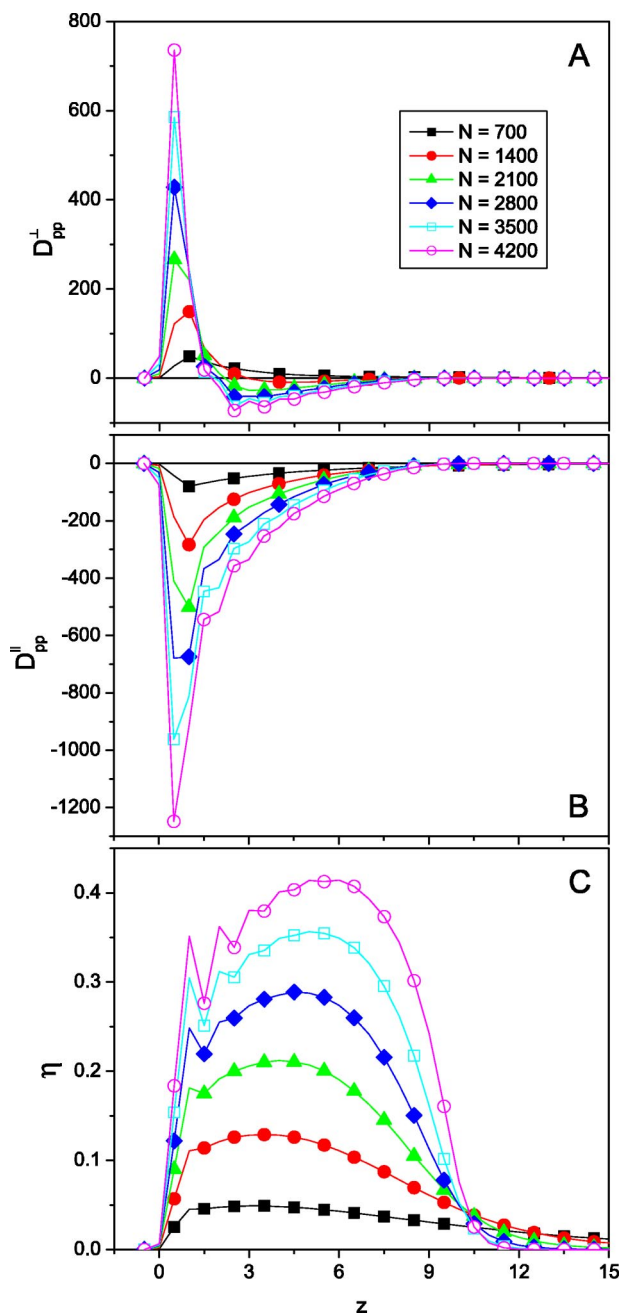 A
800
600
400
200
0
D⊥pp
N = 700
N = 1400
N = 2100
N = 2800
N = 3500
N = 4200
0
-200
-400
-600
-800
-1000
-1200
D||pp
B
C
0.4
0.3
0.2
0.1
0.0
η
0 3 6 9 12 15
z